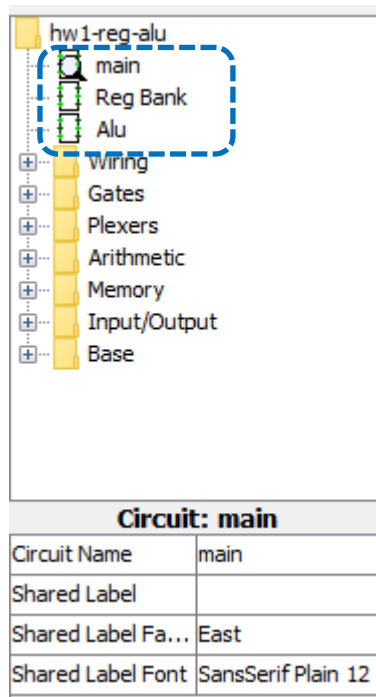 hw1-reg-alu
main
Reg Bank
Alu
Wiring
Gates
Plexers
Arithmetic
Memory
Input/Output
Base
Circuit: main
Circuit Name main
Shared Label
Shared Label Fa... East
Shared Label Font SansSerif Plain 12